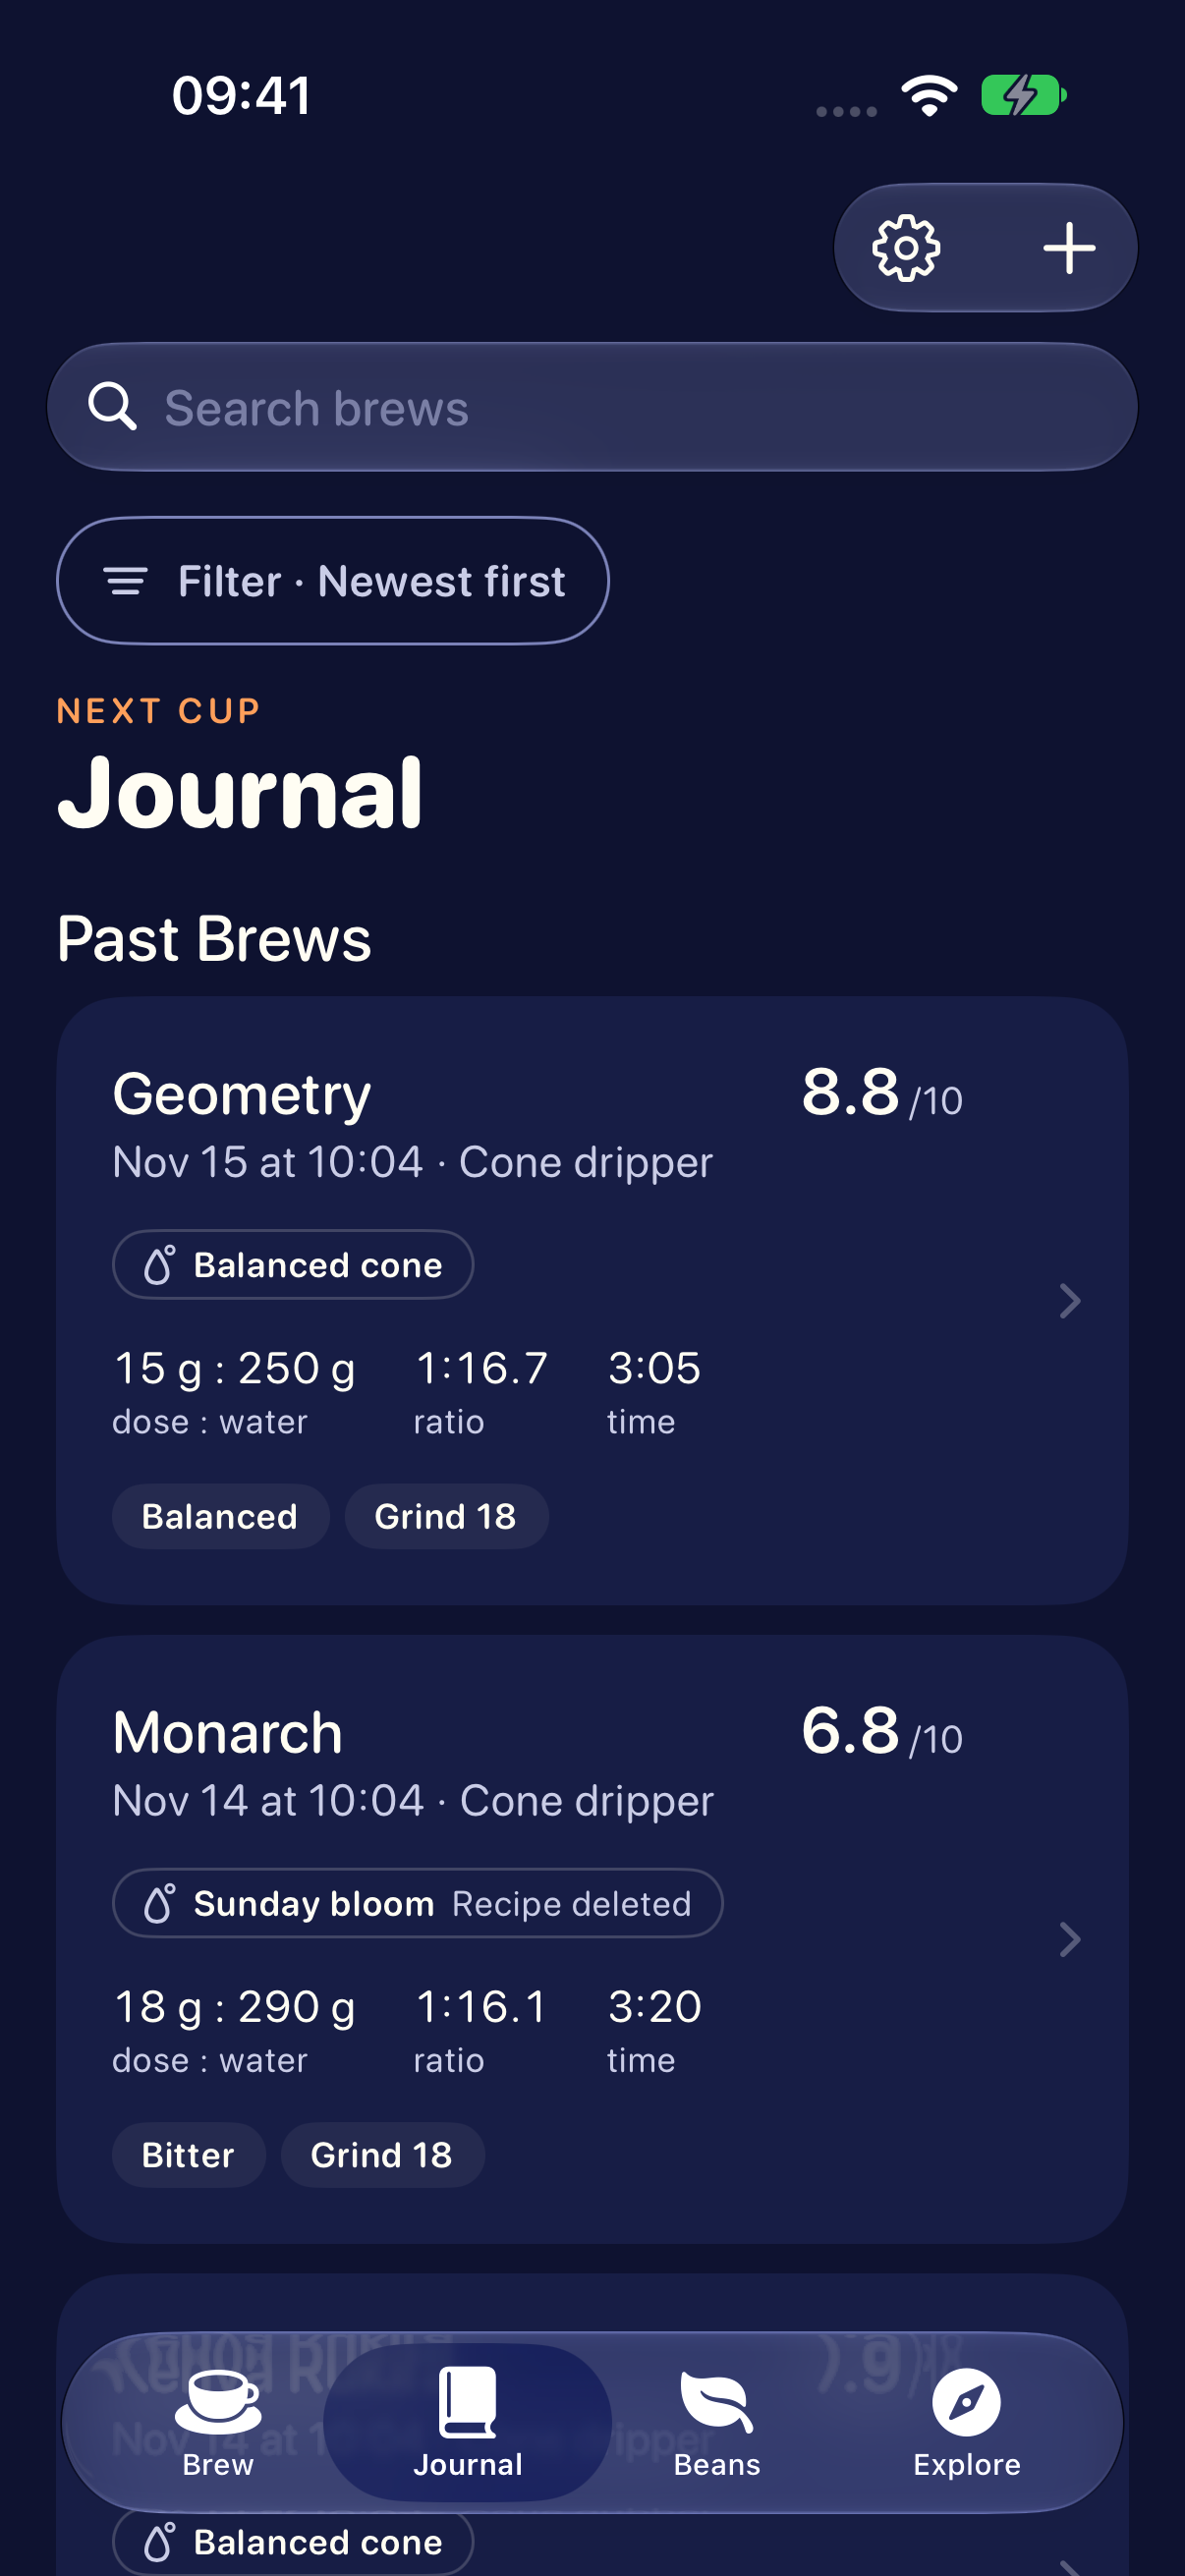 09:41
Search brews
Filter · Newest first
NEXT CUP
Journal
Past Brews
Geometry
8.8 /10
Nov 15 at 10:04 · Cone dripper
Balanced cone
15 g : 250 g 1:16.7 3:05
dose : water ratio time
Balanced Grind 18
Monarch
6.8 /10
Nov 14 at 10:04 · Cone dripper
Sunday bloom Recipe deleted
18 g : 290 g 1:16.1 3:20
dose : water ratio time
Bitter Grind 18
Nov 14 at
Brew Journal Beans Explore
Balanced cone